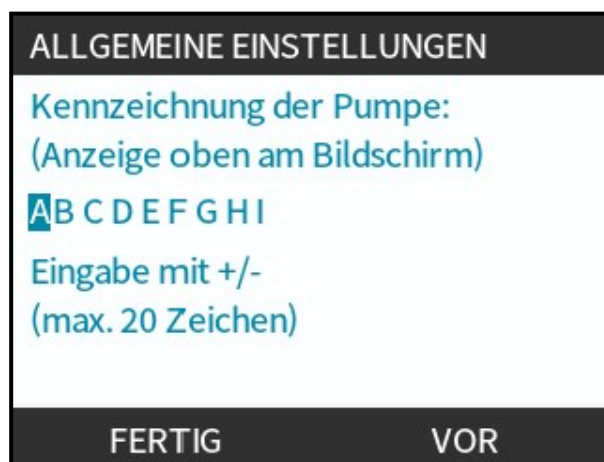 ALLGEMEINE EINSTELLUNGEN
Kennzeichnung der Pumpe:
(Anzeige oben am Bildschirm)
A B C D E F G H I
Eingabe mit +/-
(max. 20 Zeichen)
FERTIG VOR